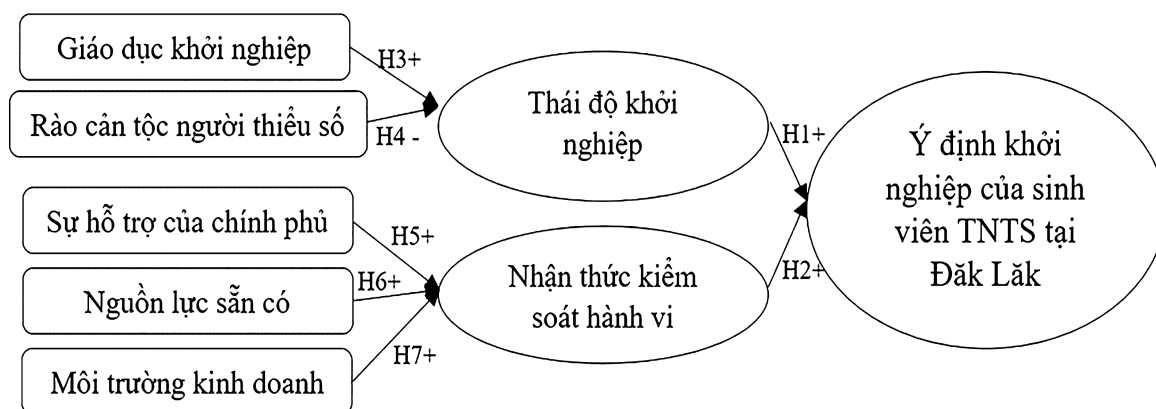 Giáo dục khởi nghiệp
H3+
Rào cản tộc người thiểu số
H4 -
Thái độ khởi
nghiệp
H1+
Sự hỗ trợ của chính phủ
H5+
Nguồn lực sẵn có
H6+
Môi trường kinh doanh
H7+
Nhận thức kiểm
soát hành vi
H2+
Ý định khởi
nghiệp của sinh
viên TNTS tại
Đăk Lăk